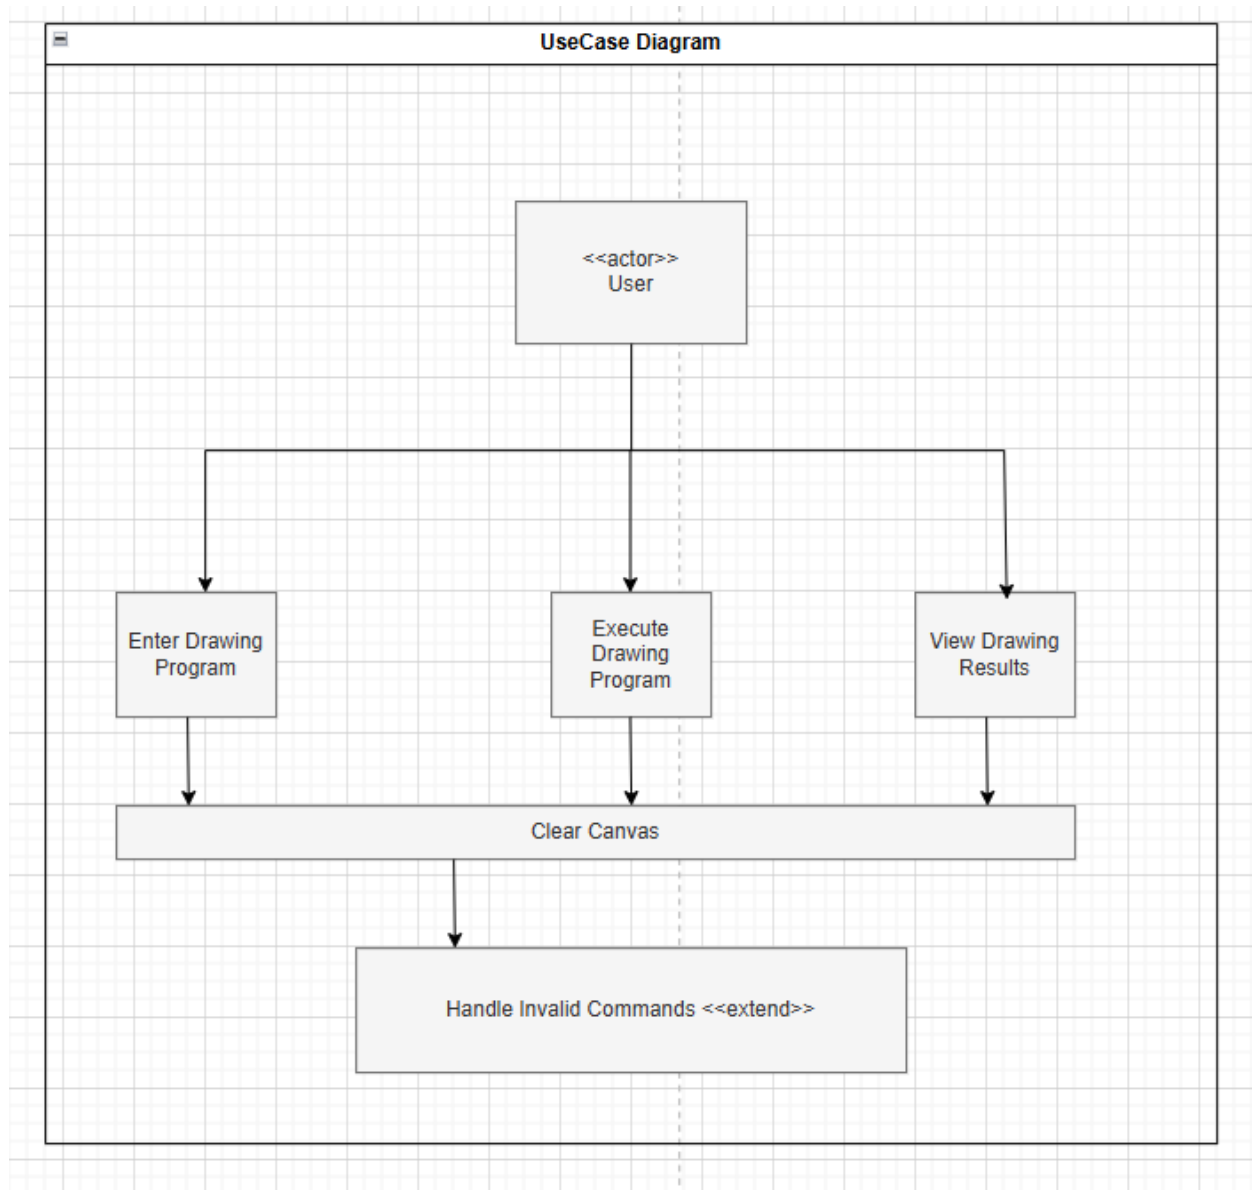 UseCase Diagram
<<actor>>
User
Enter Drawing
Program
Execute
Drawing
Program
View Drawing
Results
Clear Canvas
Handle Invalid Commands <<extend>>